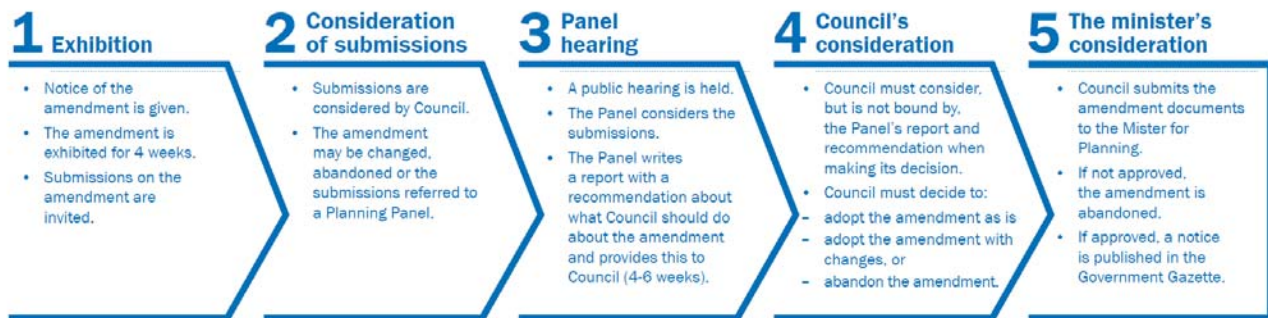 1 Exhibition
• Notice of the
amendment is given.
• The amendment is
exhibited for 4 weeks.
• Submissions on the
amendment are
invited.
2 Consideration
of submissions
• Submissions are
considered by Council.
• The amendment
may be changed,
abandoned or the
submissions referred to
a Planning Panel.
3 Panel
hearing
• A public hearing is held.
• The Panel considers the
submissions.
• The Panel writes
a report with a
recommendation about
what Council should do
about the amendment
and provides this to
Council (4-6 weeks).
4 Council's
consideration
• Council must consider,
but is not bound by,
the Panel's report and
recommendation when
making its decision.
• Council must decide to:
– adopt the amendment as is
– adopt the amendment with
changes, or
– abandon the amendment.
5 The minister's
consideration
• Council submits the
amendment documents
to the Mister for
Planning.
• If not approved,
the amendment is
abandoned.
• If approved, a notice
is published in the
Government Gazette.